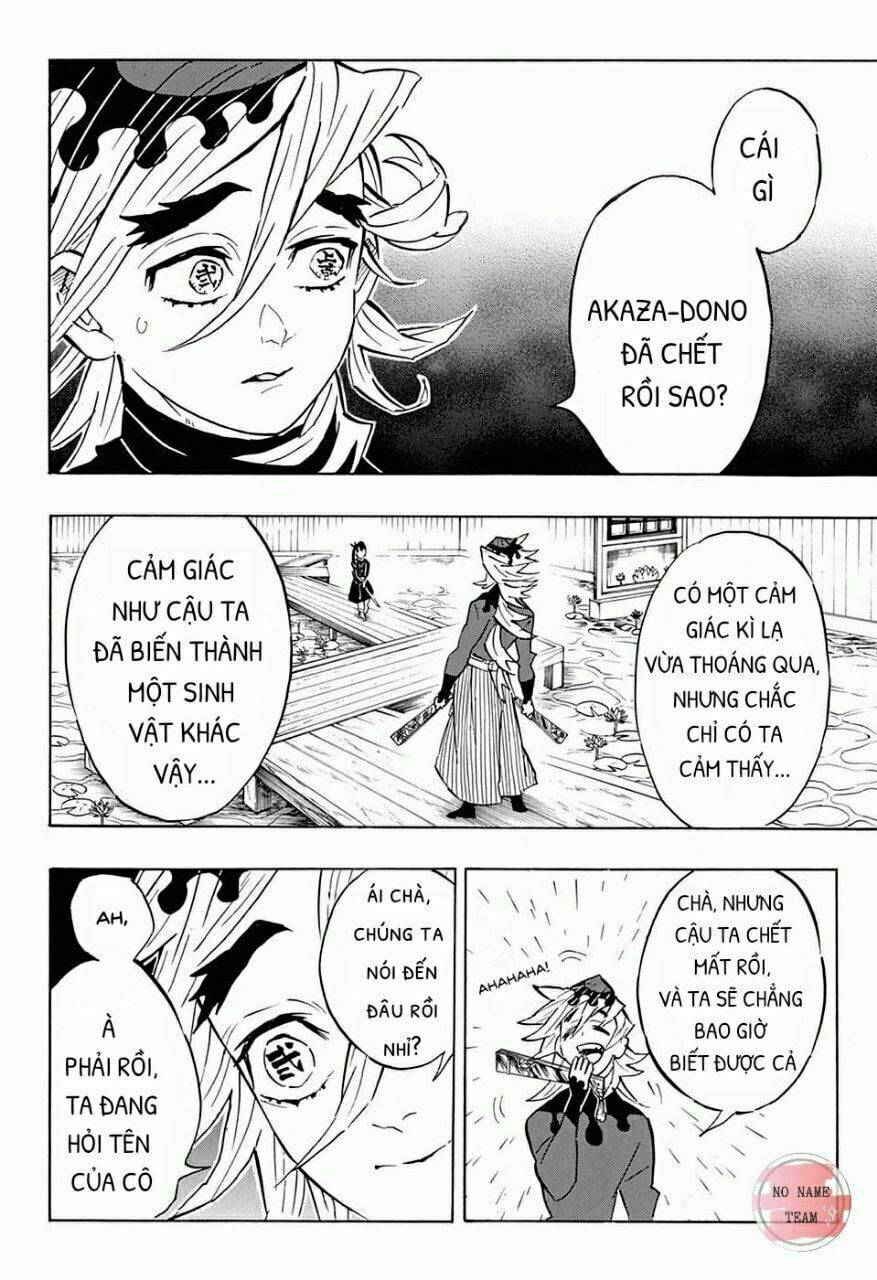 CÁI
GÌ
AKAZA-DONO
ĐÃ CHẾT
RỒI SAO?
CÓ MỘT CẢM
GIÁC KÌ LẠ
VỪA THOÁNG QUA,
NHƯNG CHẮC
CHỈ CÓ TA
CẢM THẤY...
CẢM GIÁC
NHƯ CẬU TA
ĐÃ BIẾN THÀNH
MỘT SINH
VẬT KHÁC
VẬY...
CHÀ, NHƯNG
CẬU TA CHẾT
MẤT RỒI,
VÀ TA SẼ CHẲNG
BAO GIỜ
BIẾT ĐƯỢC CẢ
AHAHAHA!
ÁI CHÀ,
CHÚNG TA
NÓI ĐẾN
ĐÂU RỒI
NHỈ?
AH,
À
PHẢI RỒI,
TA ĐANG
HỎI TÊN
CỦA CÔ
NO NAME
TEAM